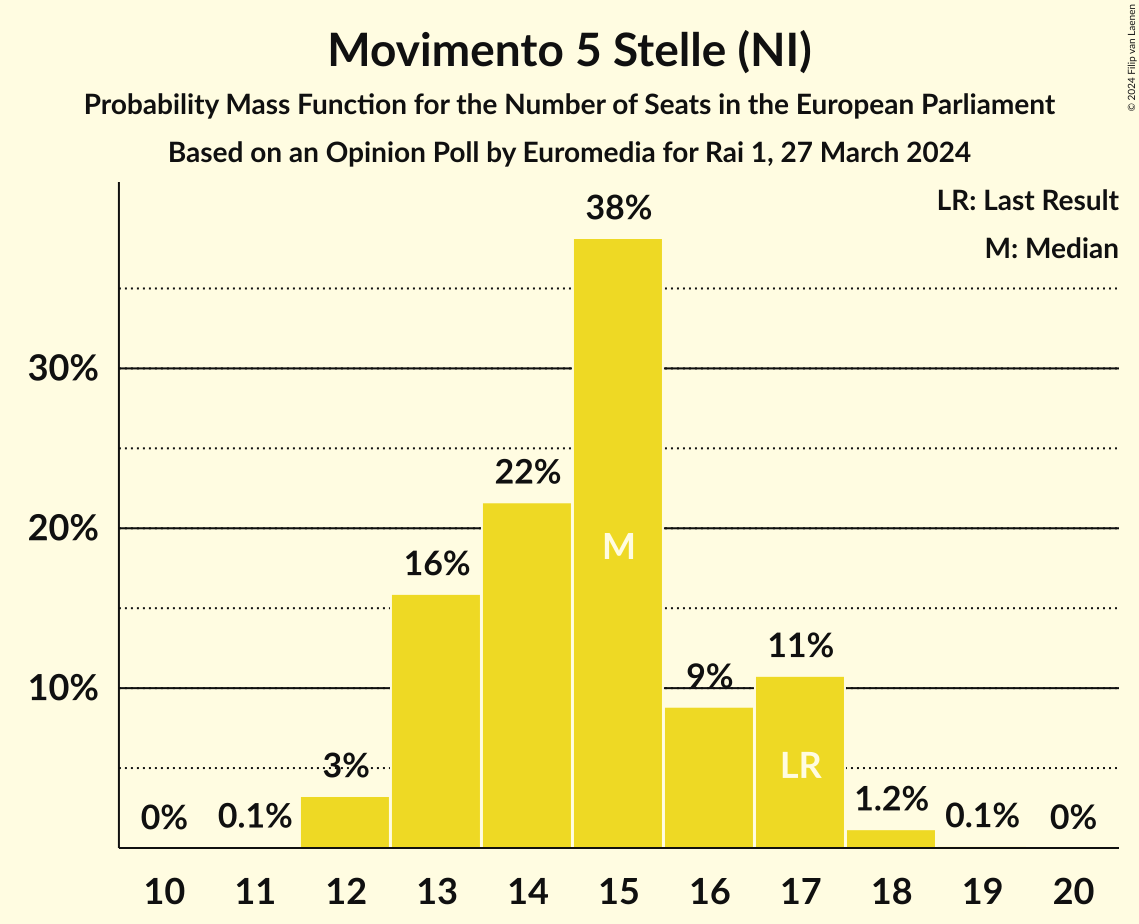 Movimento 5 Stelle (NI)
Probability Mass Function for the Number of Seats in the European Parliament
Based on an Opinion Poll by Euromedia for Rai 1, 27 March 2024
© 2024 Filip van Laenen
LR: Last Result
M: Median
38%
30%
22%
20%
16%
M
11%
10%
9%
LR
3%
1.2%
0%
0.1%
0.1%
0%
10 11 12 13 14 15 16 17 18 19 20